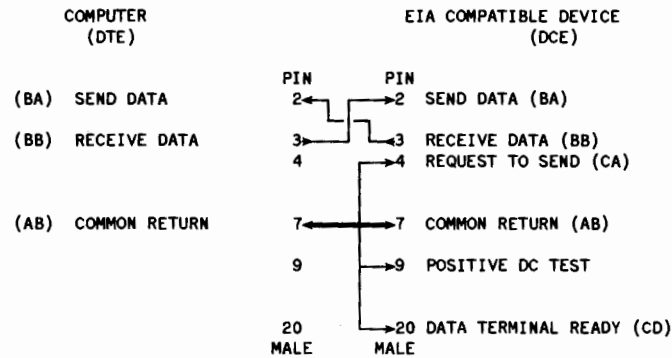 COMPUTER EIA COMPATIBLE DEVICE
(DTE) (DCE)
PIN PIN
(BA) SEND DATA 2 2 SEND DATA (BA)
(BB) RECEIVE DATA 3 3 RECEIVE DATA (BB)
4 4 REQUEST TO SEND (CA)
(AB) COMMON RETURN 7 7 COMMON RETURN (AB)
9 9 POSITIVE DC TEST
20 20 DATA TERMINAL READY (CD)
MALE MALE